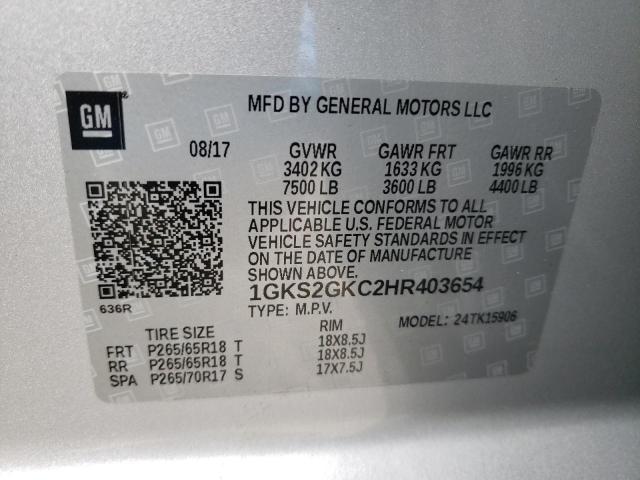 GM
MFD BY GENERAL MOTORS LLC
08/17 GVWR GAWR FRT GAWR RR
3402 KG 1633 KG 1996 KG
7500 LB 3600 LB 4400 LB
THIS VEHICLE CONFORMS TO ALL
APPLICABLE U.S. FEDERAL MOTOR
VEHICLE SAFETY STANDARDS IN EFFECT
ON THE DATE OF MANUFACTURE
SHOWN ABOVE.
1GKS2GKC2HR403654
636R TYPE: M.P.V. MODEL: 24TK15906
TIRE SIZE RIM
FRT P265/65R18 T 18X8.5J
RR P265/65R18 T 18X8.5J
SPA P265/70R17 S 17X7.5J